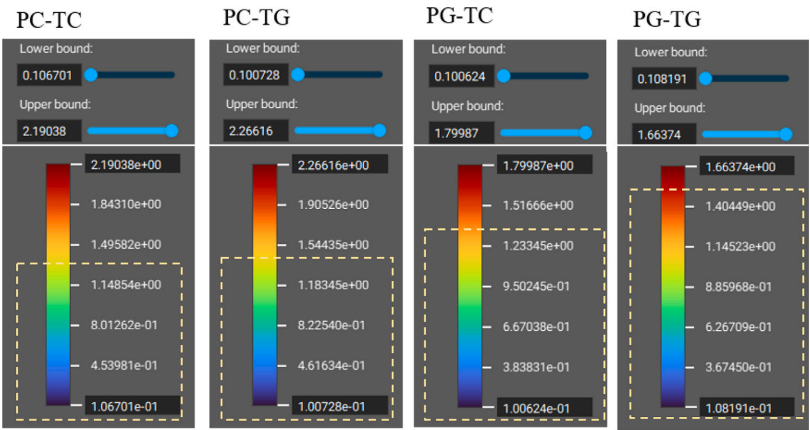 PC-TC
Lower bound:
0.106701
Upper bound:
2.19038
2.19038e+00
1.84310e+00
1.49582e+00
1.14854e+00
8.01262e-01
4.53981e-01
1.06701e-01
PC-TG
Lower bound:
0.100728
Upper bound:
2.26616
2.26616e+00
1.90526e+00
1.54435e+00
1.18345e+00
8.22540e-01
4.61634e-01
1.00728e-01
PG-TC
Lower bound:
0.100624
Upper bound:
1.79987
1.79987e+00
1.51666e+00
1.23345e+00
9.50245e-01
6.67038e-01
3.83831e-01
1.00624e-01
PG-TG
Lower bound:
0.108191
Upper bound:
1.66374
1.66374e+00
1.40449e+00
1.14523e+00
8.85968e-01
6.26709e-01
3.67450e-01
1.08191e-01